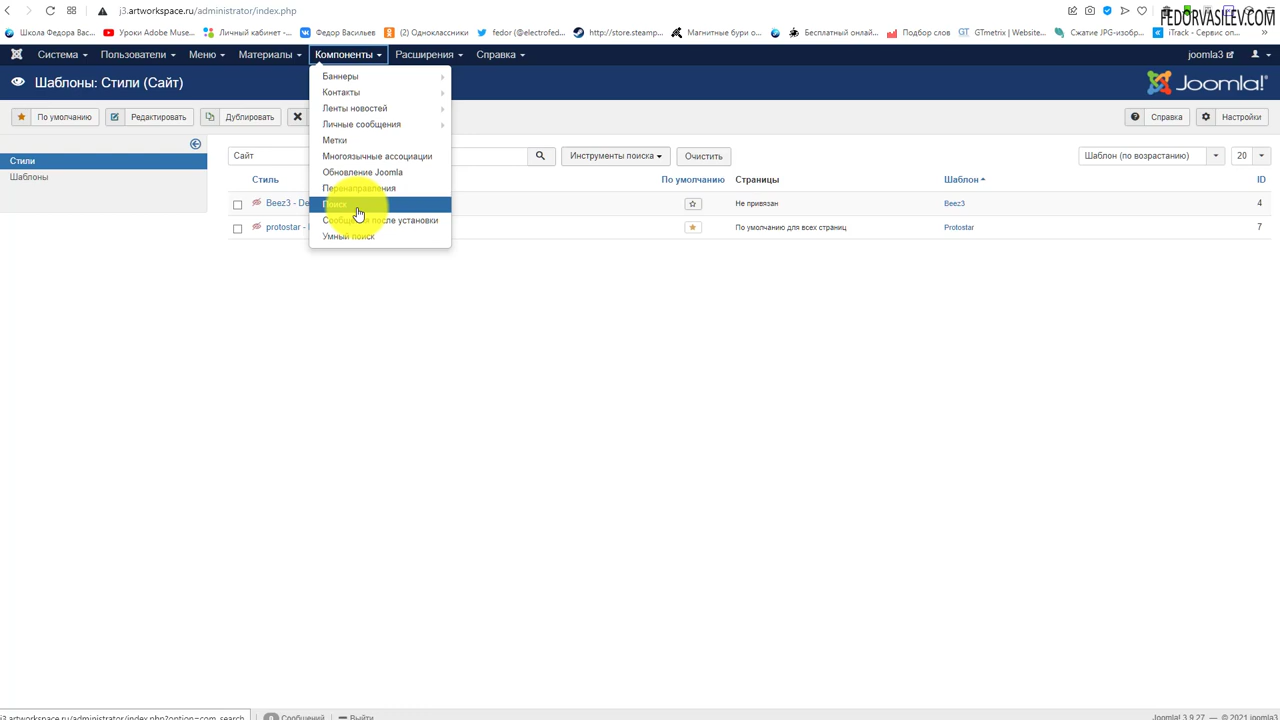 j3.artworkspace.ru/administrator/index.php
FEDORVASILEV.COM
Школа Федора Вас...
Уроки Adobe Muse...
Личный кабинет -...
Федор Васильев
(2) Одноклассники
fedor (@electrofed...
http://store.steamp...
Магнитные бури о...
Бесплатный онлай...
Подбор слов
GTmetrix | Website...
Сжатие JPG-изобр...
iTrack - Сервис оп...
Система
Пользователи
Меню
Материалы
Компоненты
Расширения
Справка
joomla3
Шаблоны: Стили (Сайт)
Joomla!
По умолчанию
Редактировать
Дублировать
Справка
Настройки
Баннеры
Контакты
Ленты новостей
Личные сообщения
Метки
Многоязычные ассоциации
Обновление Joomla
Перенаправления
Поиск
Сообщения после установки
Умный поиск
Стили
Шаблоны
Сайт
Инструменты поиска
Очистить
Шаблон (по возрастанию)
20
Стиль
По умолчанию
Страницы
Шаблон
ID
Beez3 - De
Не привязан
Beez3
4
protostar -
По умолчанию для всех страниц
Protostar
7
j3.artworkspace.ru/administrator/index.php?option=com_search
0 Сообщений
Выйти
Joomla! 3.9.27 — © 2021 joomla3